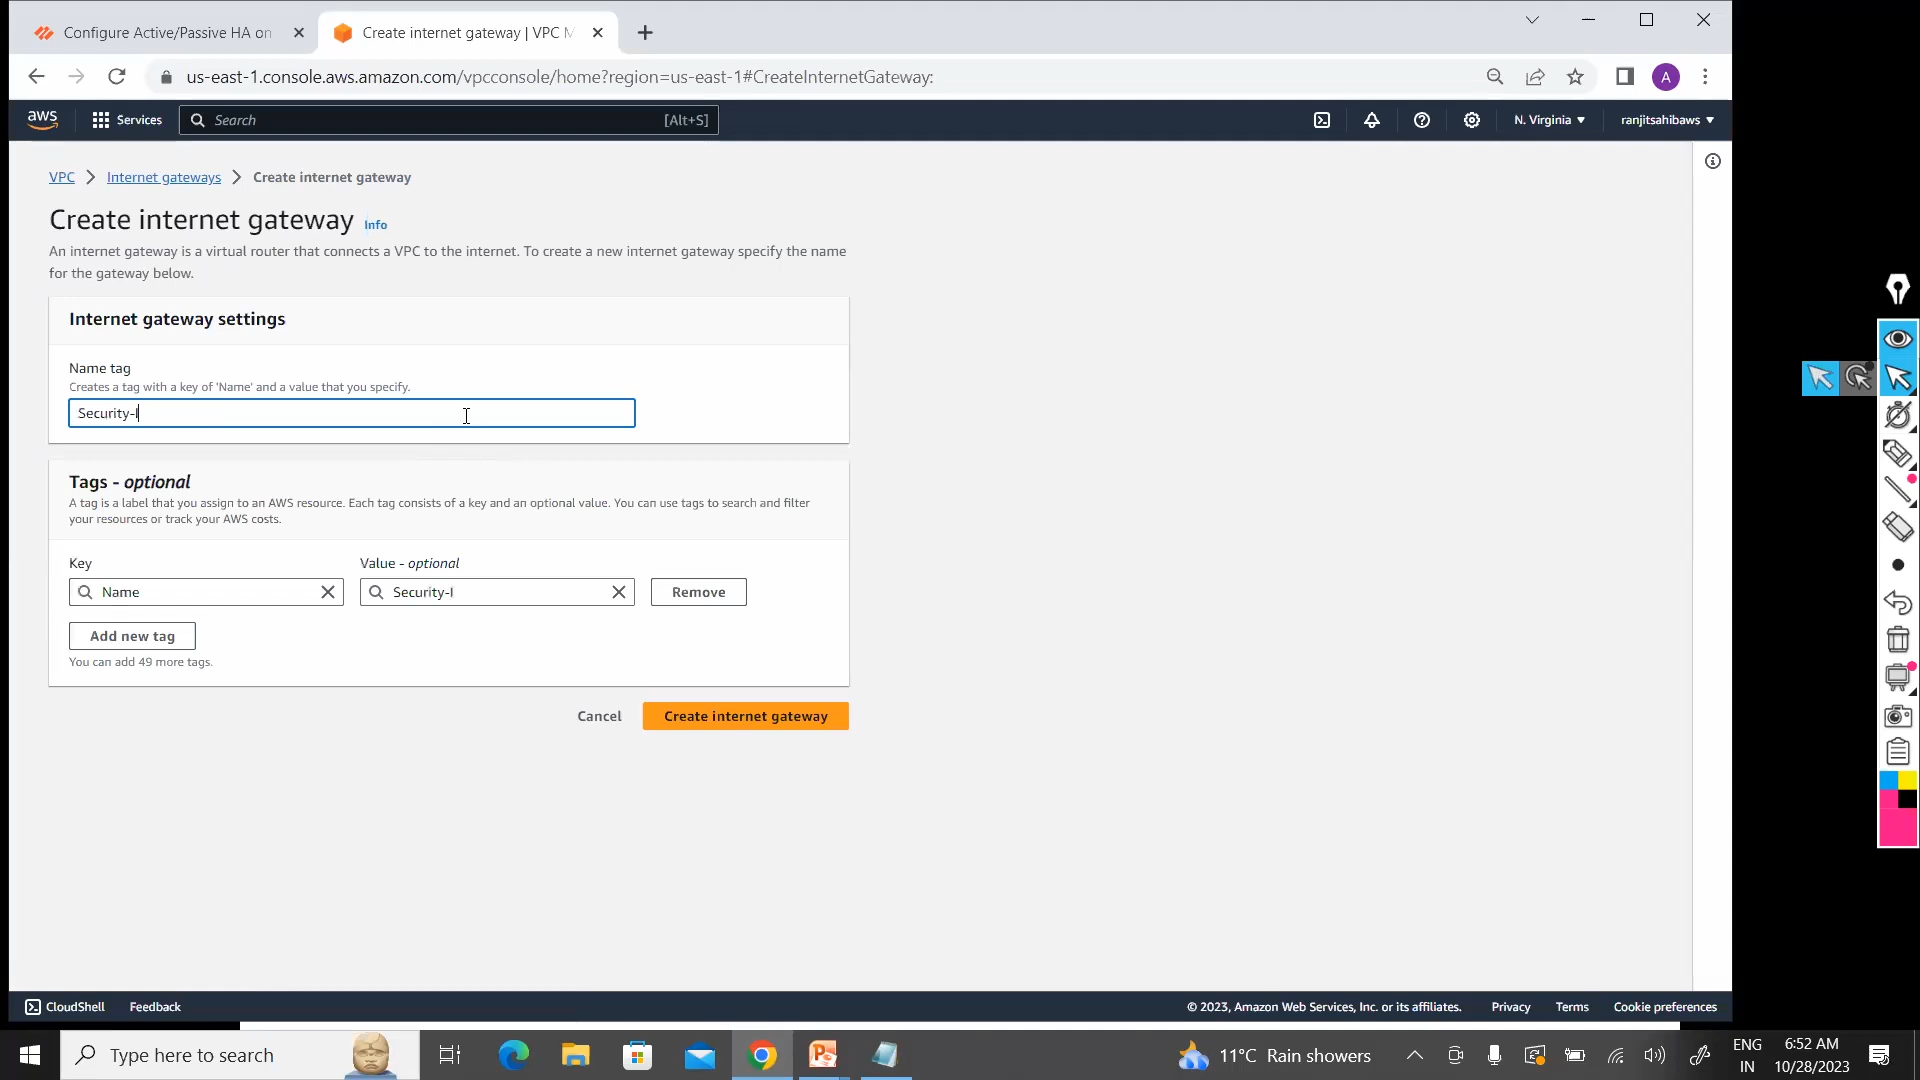 Configure Active/Passive HA on
Create internet gateway | VPC M
us-east-1.console.aws.amazon.com/vpcconsole/home?region=us-east-1#CreateInternetGateway:
A
aws
Services
Search
[Alt+S]
N. Virginia
ranjitsahibaws
VPC
Internet gateways
Create internet gateway
Create internet gateway Info
An internet gateway is a virtual router that connects a VPC to the internet. To create a new internet gateway specify the name
for the gateway below.
Internet gateway settings
Name tag
Creates a tag with a key of 'Name' and a value that you specify.
Security-I
Tags - optional
A tag is a label that you assign to an AWS resource. Each tag consists of a key and an optional value. You can use tags to search and filter
your resources or track your AWS costs.
Key
Value - optional
Name
Security-I
Remove
Add new tag
You can add 49 more tags.
Cancel
Create internet gateway
CloudShell
Feedback
© 2023, Amazon Web Services, Inc. or its affiliates.
Privacy
Terms
Cookie preferences
Type here to search
11°C Rain showers
ENG
IN
6:52 AM
10/28/2023